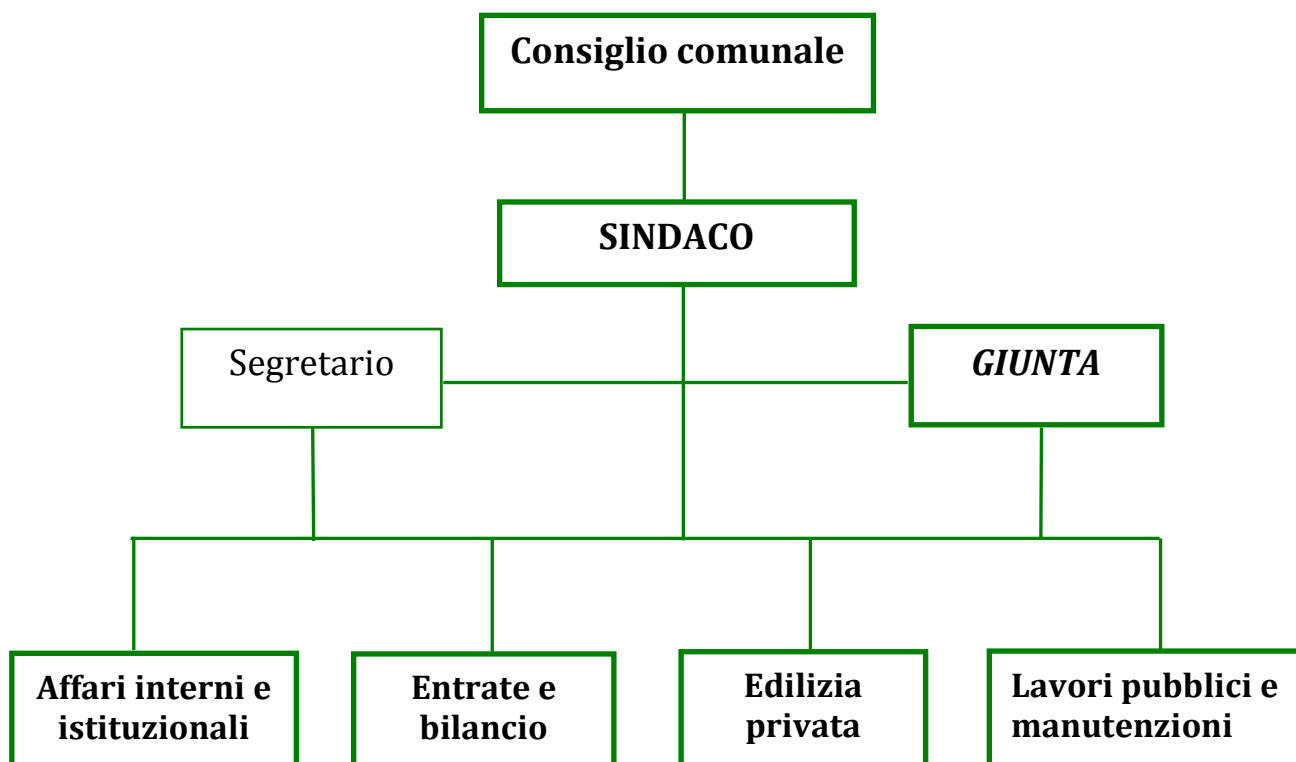 Consiglio comunale
SINDACO
Segretario
GIUNTA
Affari interni e
istituzionali
Entrate e
bilancio
Edilizia
privata
Lavori pubblici e
manutenzioni